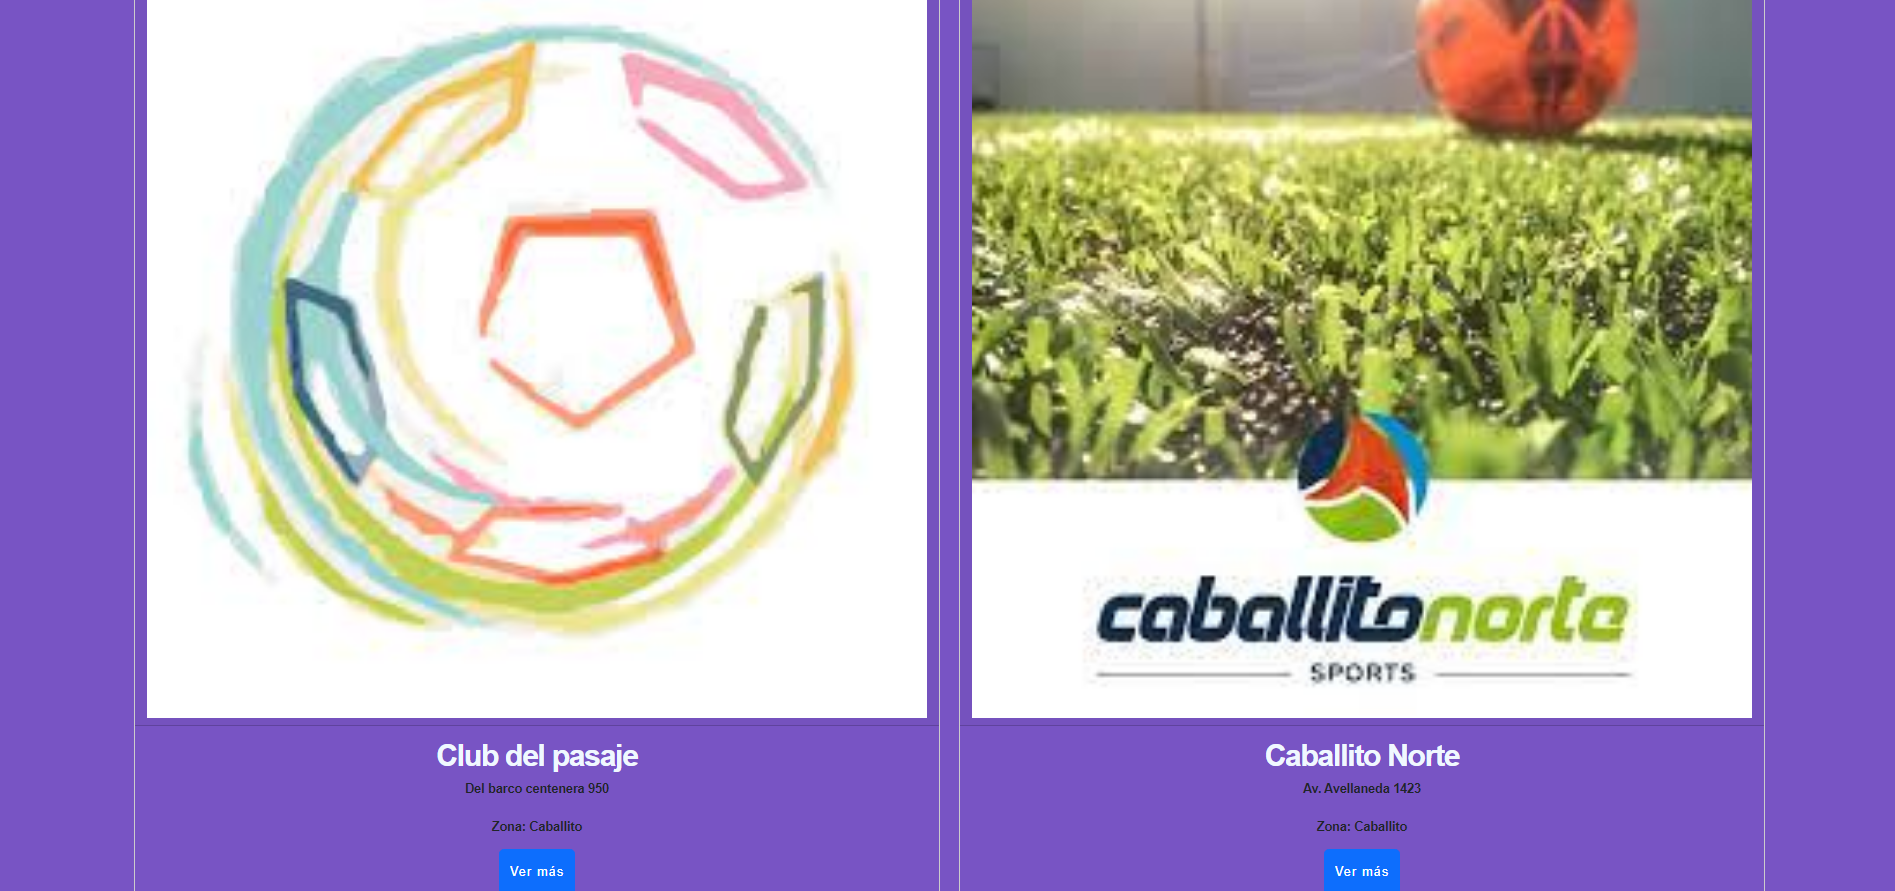 caballitonorte
SPORTS
Club del pasaje
Del barco centenera 950
Zona: Caballito
Ver más
Caballito Norte
Av. Avellaneda 1423
Zona: Caballito
Ver más